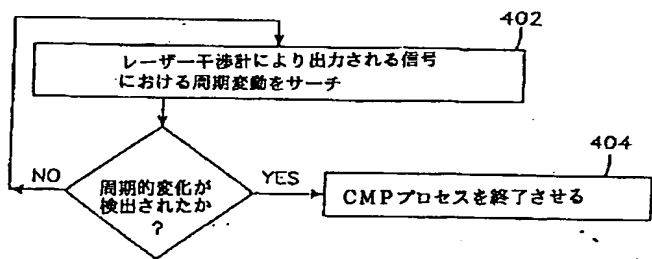 402
レーザー干渉計により出力される信号
における周期変動をサーチ
NO
周期的変化が
検出されたか
?
YES
404
CMPプロセスを終了させる